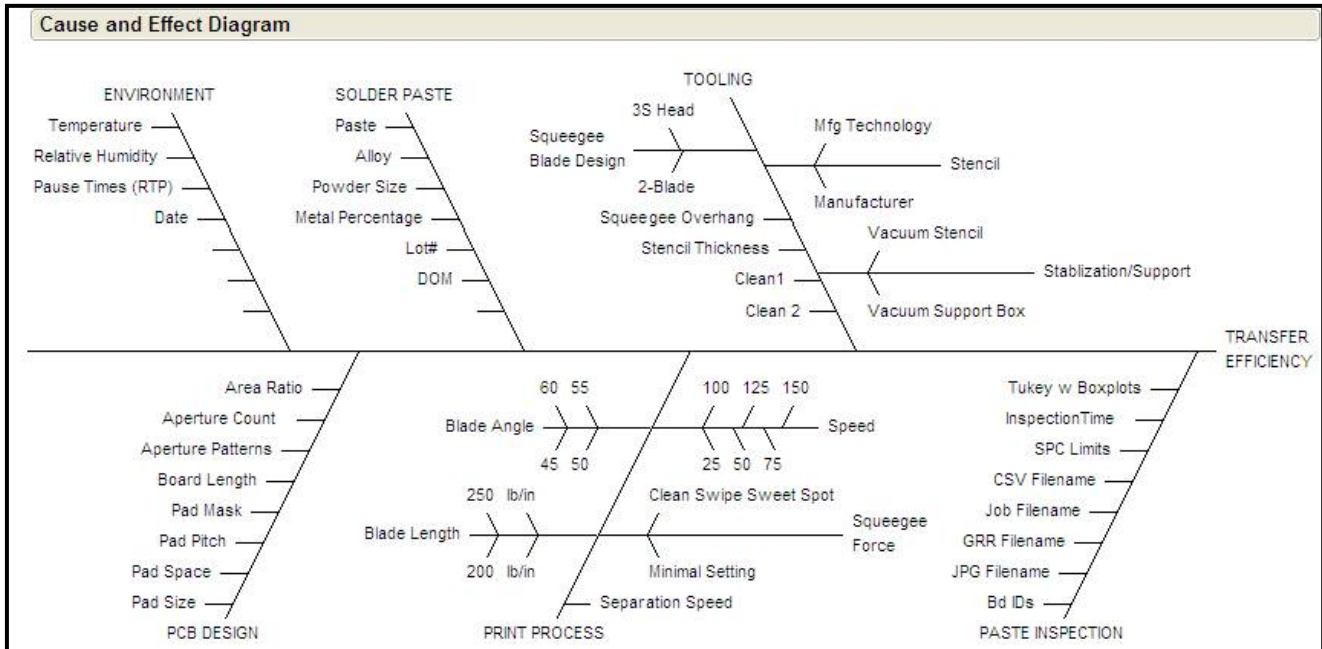 Cause and Effect Diagram
ENVIRONMENT
Temperature
Relative Humidity
Pause Times (RTP)
Date
SOLDER PASTE
Paste
Alloy
Powder Size
Metal Percentage
Lot#
DOM
TOOLING
3S Head
Squeegee
Blade Design
2-Blade
Squeegee Overhang
Stencil Thickness
Clean1
Clean 2
Mfg Technology
Stencil
Manufacturer
Vacuum Stencil
Stablization/Support
Vacuum Support Box
TRANSFER
EFFICIENCY
Area Ratio
Aperture Count
Aperture Patterns
Board Length
Pad Mask
Pad Pitch
Pad Space
Pad Size
PCB DESIGN
60 55
Blade Angle
45 50
250 lb/in
Blade Length
200 lb/in
100 125 150
Speed
25 50 75
Clean Swipe Sweet Spot
Squeegee
Force
Minimal Setting
Separation Speed
PRINT PROCESS
Tukey w Boxplots
InspectionTime
SPC Limits
CSV Filename
Job Filename
GRR Filename
JPG Filename
Bd IDs
PASTE INSPECTION